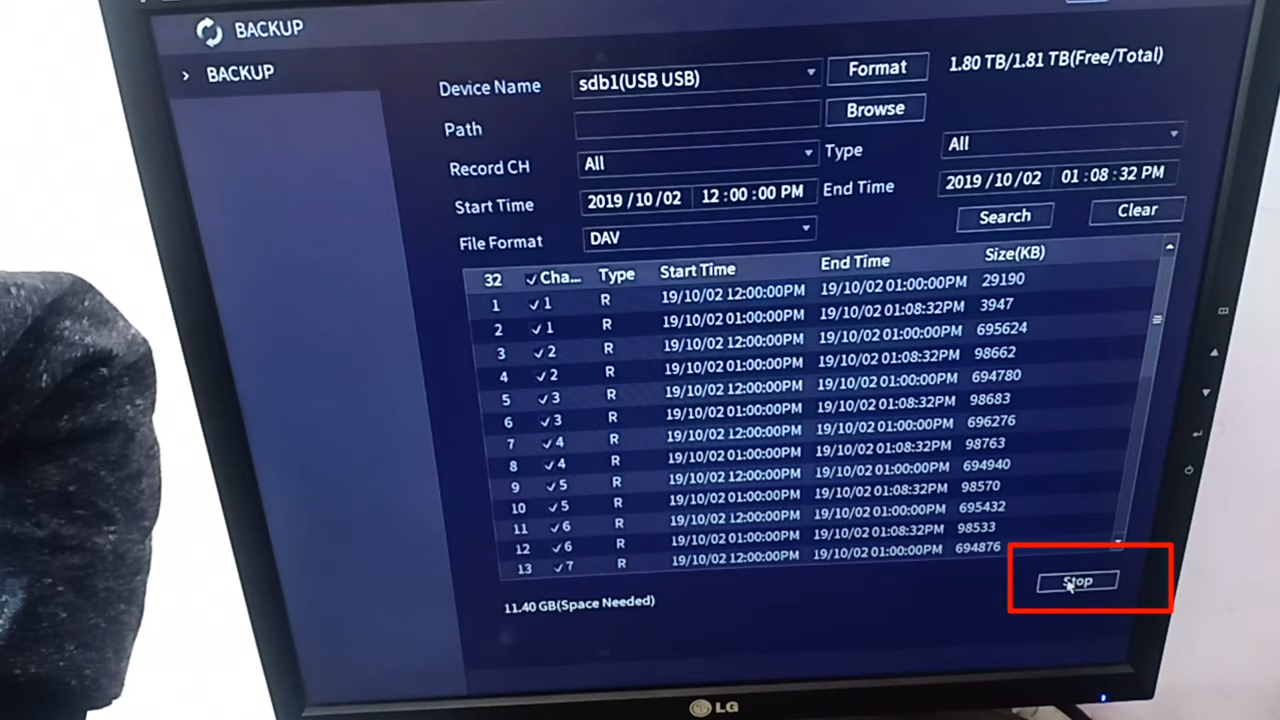 BACKUP
BACKUP
Device Name sdb1(USB USB) Format 1.80 TB/1.81 TB(Free/Total)
Path Browse
Record CH All Type All
Start Time 2019 /10 /02 12 :00 :00 PM End Time 2019 /10 /02 01 :08 :32 PM
Search Clear
File Format DAV
32 Cha... Type Start Time End Time Size(KB)
1 1 R 19/10/02 12:00:00PM 19/10/02 01:00:00PM 29190
2 1 R 19/10/02 01:00:00PM 19/10/02 01:08:32PM 3947
3 2 R 19/10/02 12:00:00PM 19/10/02 01:00:00PM 695624
4 2 R 19/10/02 01:00:00PM 19/10/02 01:08:32PM 98662
5 3 R 19/10/02 12:00:00PM 19/10/02 01:00:00PM 694780
6 3 R 19/10/02 01:00:00PM 19/10/02 01:08:32PM 98683
7 4 R 19/10/02 12:00:00PM 19/10/02 01:00:00PM 696276
8 4 R 19/10/02 01:00:00PM 19/10/02 01:08:32PM 98763
9 5 R 19/10/02 12:00:00PM 19/10/02 01:00:00PM 694940
10 5 R 19/10/02 01:00:00PM 19/10/02 01:08:32PM 98570
11 6 R 19/10/02 12:00:00PM 19/10/02 01:00:00PM 695432
12 6 R 19/10/02 01:00:00PM 19/10/02 01:08:32PM 98533
13 7 R 19/10/02 12:00:00PM 19/10/02 01:00:00PM 694876
Stop
11.40 GB(Space Needed)
LG